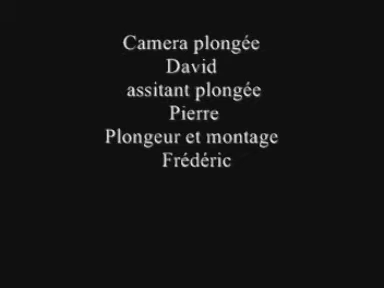 Camera plongée
David
assitant plongée
Pierre
Plongeur et montage
Frédéric